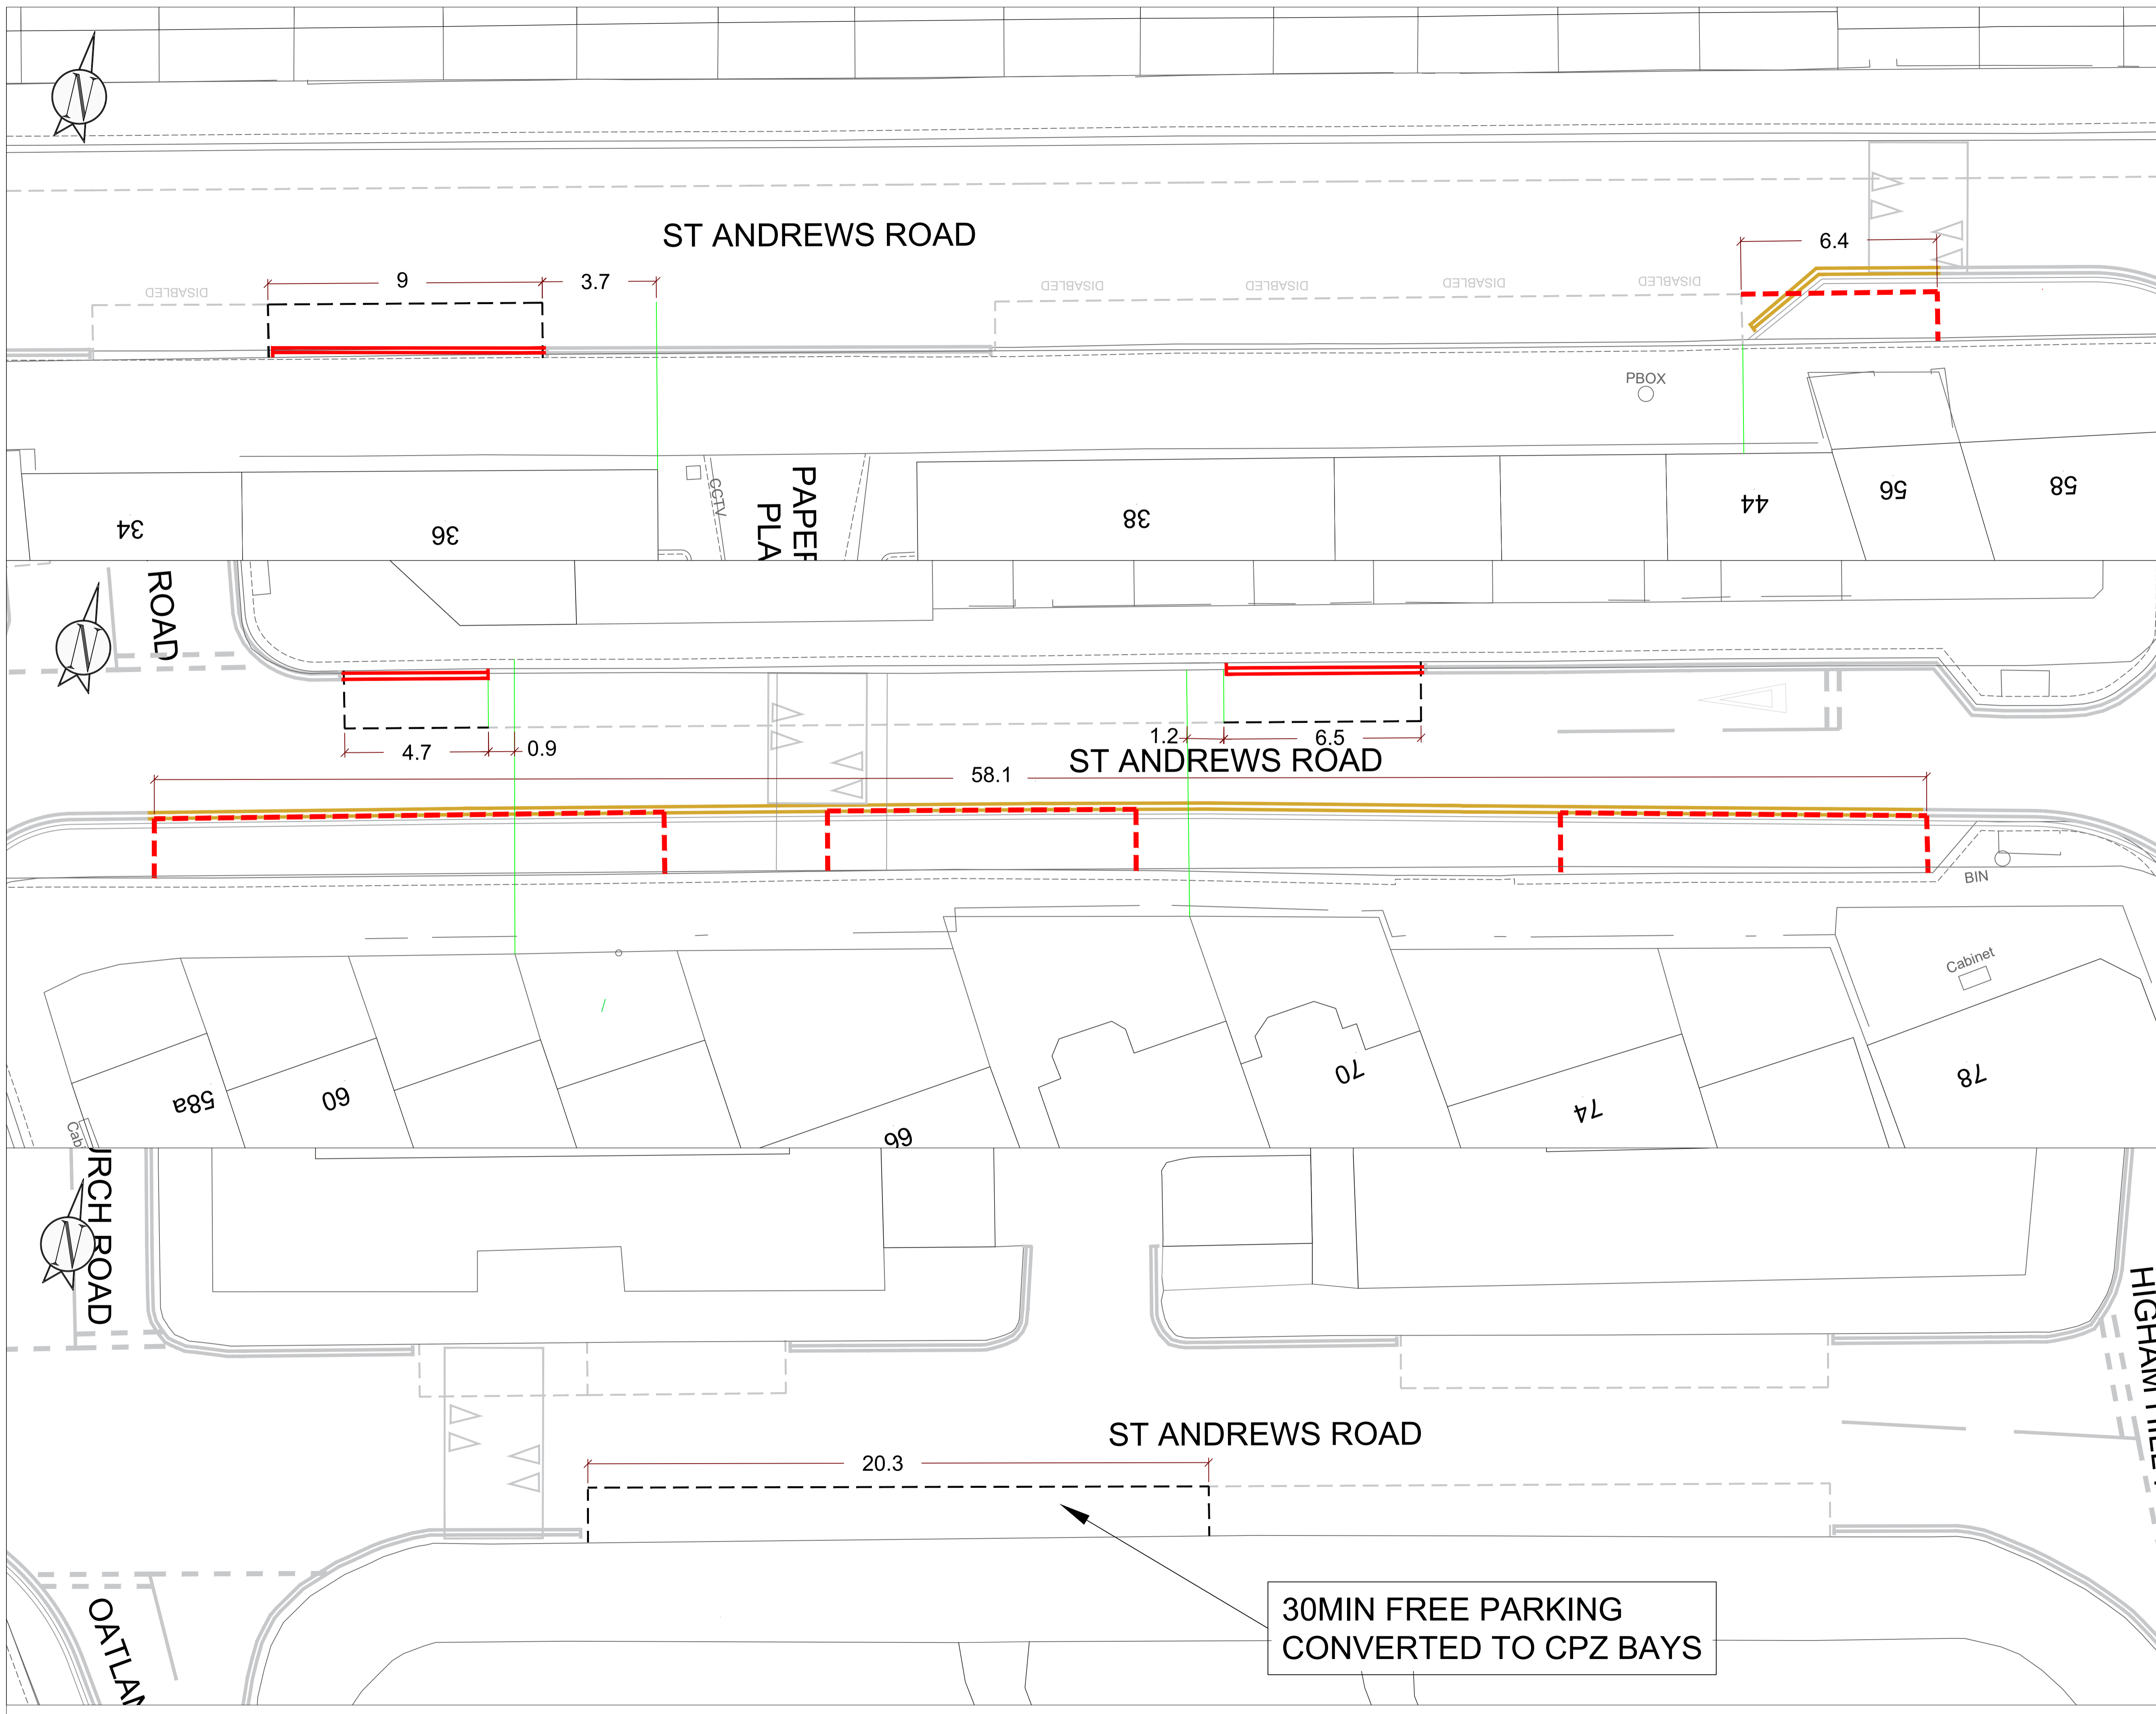 N
ST ANDREWS ROAD
9
3.7
6.4
DISABLED
DISABLED
DISABLED
DISABLED
DISABLED
PBOX
CCTV
34
36
38
44
56
58
N
ROAD
4.7
0.9
1.2
6.5
ST ANDREWS ROAD
58.1
BIN
Cabinet
58a
60
66
70
74
78
N
ROAD
ST ANDREWS ROAD
20.3
30MIN FREE PARKING
CONVERTED TO CPZ BAYS